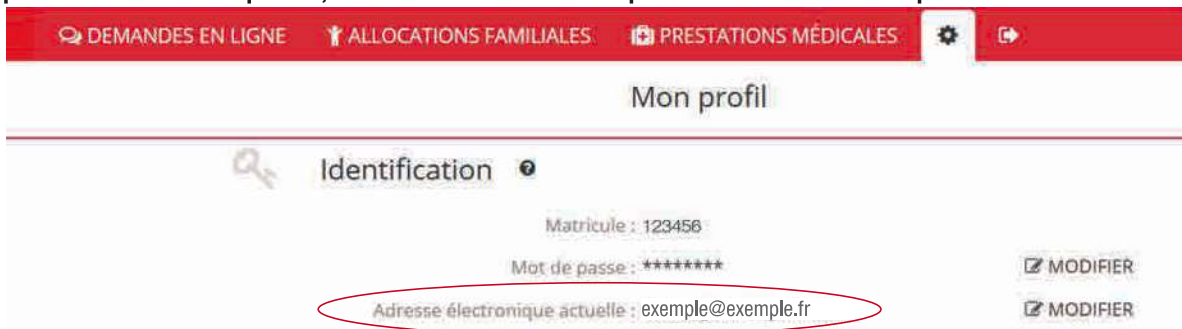 DEMANDES EN LIGNE ALLOCATIONS FAMILIALES PRESTATIONS MÉDICALES
Mon profil
Identification ?
Matricule : 123456
Mot de passe : ******** MODIFIER
Adresse électronique actuelle : exemple@exemple.fr MODIFIER